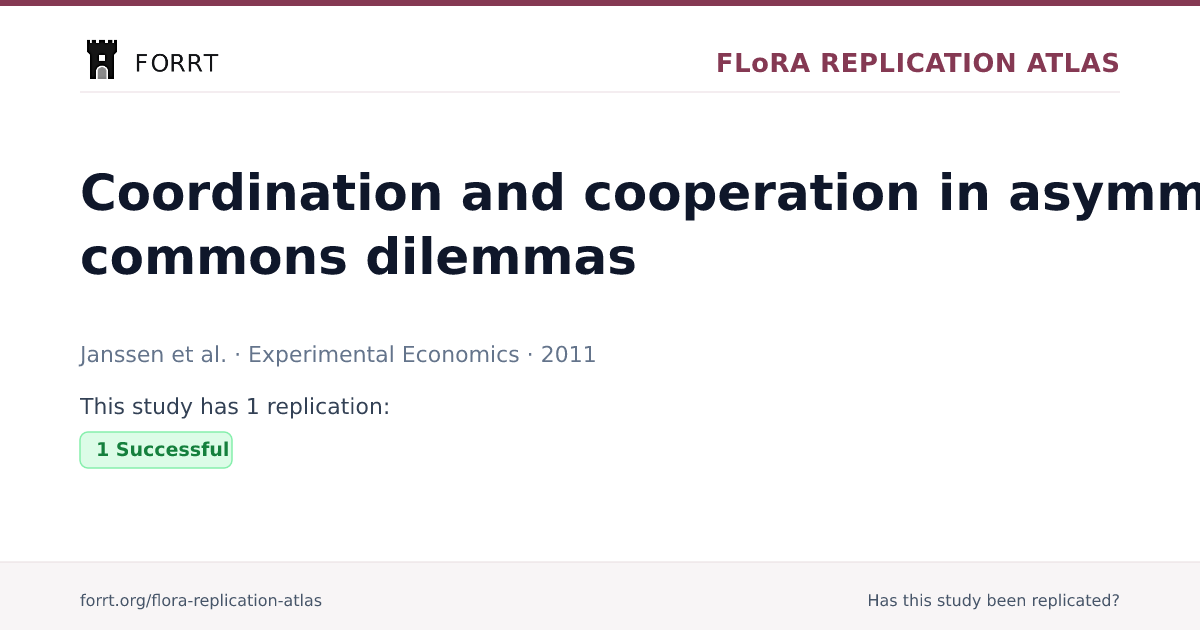 FORRT
FLoRA REPLICATION ATLAS
Coordination and cooperation in asymm
commons dilemmas
Janssen et al. · Experimental Economics · 2011
This study has 1 replication:
1 Successful
forrt.org/flora-replication-atlas
Has this study been replicated?